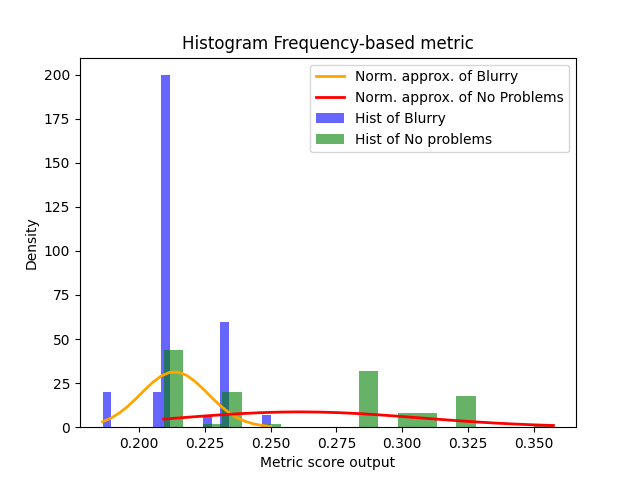 Histogram Frequency-based metric
Norm. approx. of Blurry
Norm. approx. of No Problems
Hist of Blurry
Hist of No problems
200
175
150
125
100
75
50
25
0
Density
0.200 0.225 0.250 0.275 0.300 0.325 0.350
Metric score output